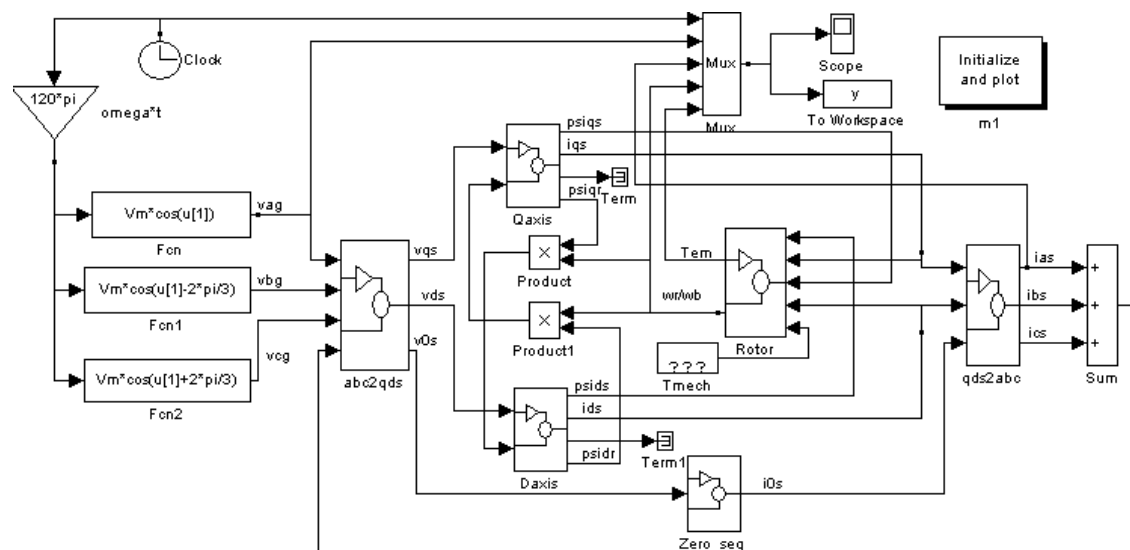 Clock
120*pi
omega*t
Mux
Mux
Scope
y
To Workspace
Initialize
and plot
m1
psiqs
iqs
psiqr
Term
Qaxis
Vm*cos(u[1])
vag
Fcn
Vm*cos(u[1]-2*pi/3)
vbg
Fcn1
Vm*cos(u[1]+2*pi/3)
vcg
Fcn2
vqs
vds
v0s
abc2qds
Product
Product1
Tem
wr/wb
Rotor
???
Tmech
ias
ibs
ics
qds2abc
+
+
+
Sum
psids
ids
psidr
Term1
Daxis
i0s
Zero_seq